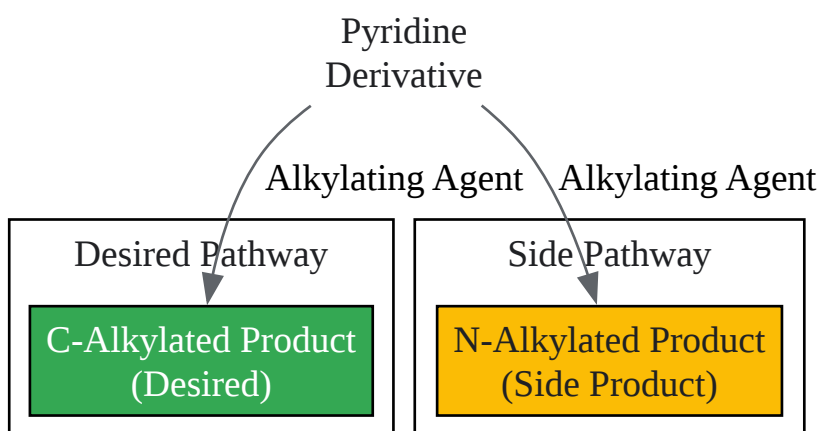 Pyridine
Derivative
Alkylating Agent
Alkylating Agent
Desired Pathway
Side Pathway
C-Alkylated Product
(Desired)
N-Alkylated Product
(Side Product)